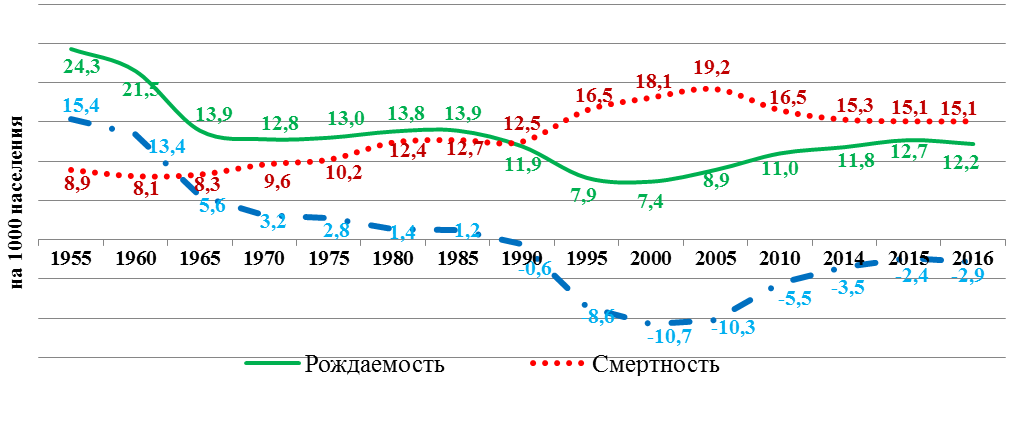 на 1000 населения
24,3 21,5 13,9 12,8 13,0 13,8 13,9 11,9 7,9 7,4 8,9 11,0 11,8 12,7 12,2
8,9 8,1 8,3 9,6 10,2 12,4 12,7 12,5 16,5 18,1 19,2 16,5 15,3 15,1 15,1
15,4 13,4 5,6 3,2 2,8 1,4 1,2 -0,6 -8,6 -10,7 -10,3 -5,5 -3,5 -2,4 -2,9
1955 1960 1965 1970 1975 1980 1985 1990 1995 2000 2005 2010 2014 2015 2016
Рождаемость Смертность